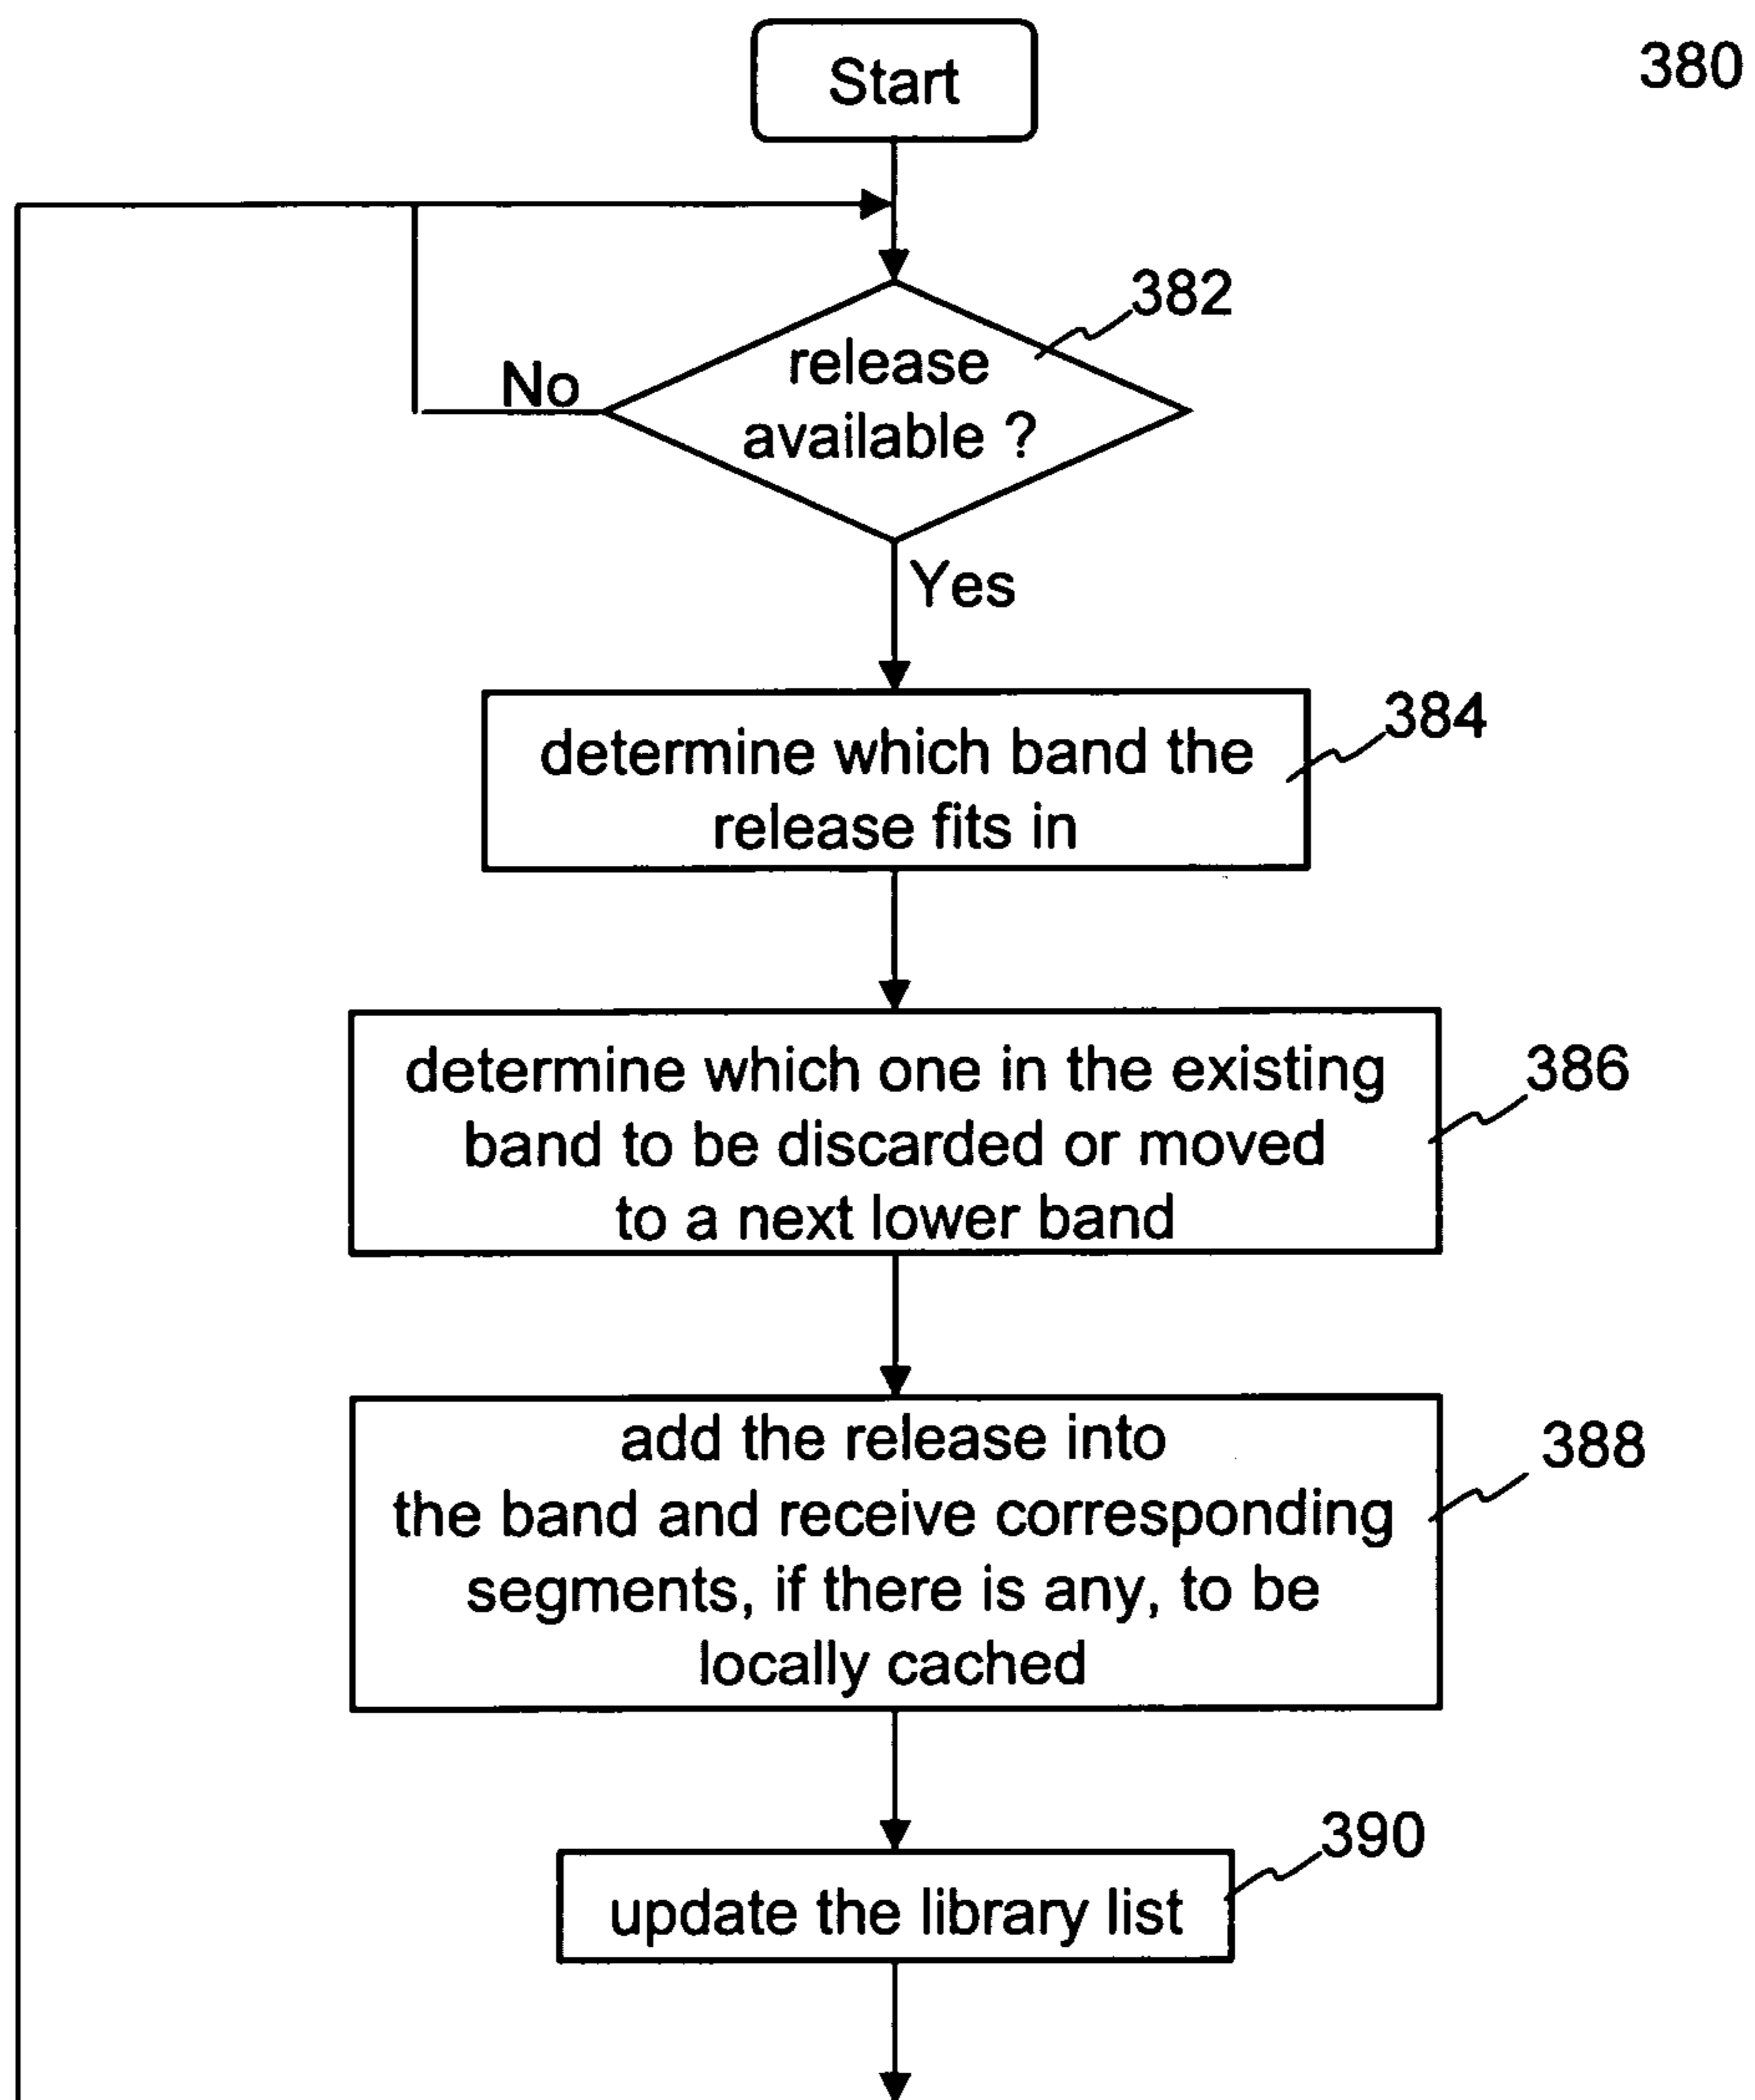 Start
380
382
release
available ?
No
Yes
384
determine which band the
release fits in
386
determine which one in the existing
band to be discarded or moved
to a next lower band
388
add the release into
the band and receive corresponding
segments, if there is any, to be
locally cached
390
update the library list